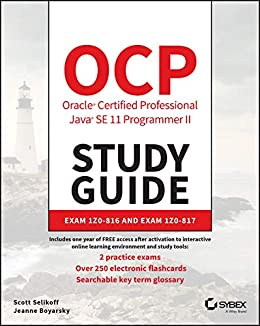 OCP
Oracle® Certified Professional
Java® SE 11 Programmer II
STUDY
GUIDE
EXAM 1Z0-816 AND EXAM 1Z0-817
Includes one year of FREE access after activation to interactive
online learning environment and study tools:
2 practice exams
Over 250 electronic flashcards
Searchable key term glossary
Scott Selikoff
Jeanne Boyarsky
SYBEX
A Wiley Brand